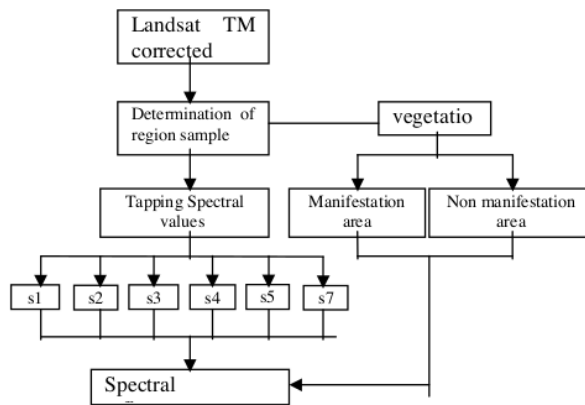 Landsat TM
corrected
Determination of
region sample
vegetatio
Tapping Spectral
values
Manifestation
area
Non manifestation
area
s1
s2
s3
s4
s5
s7
Spectral